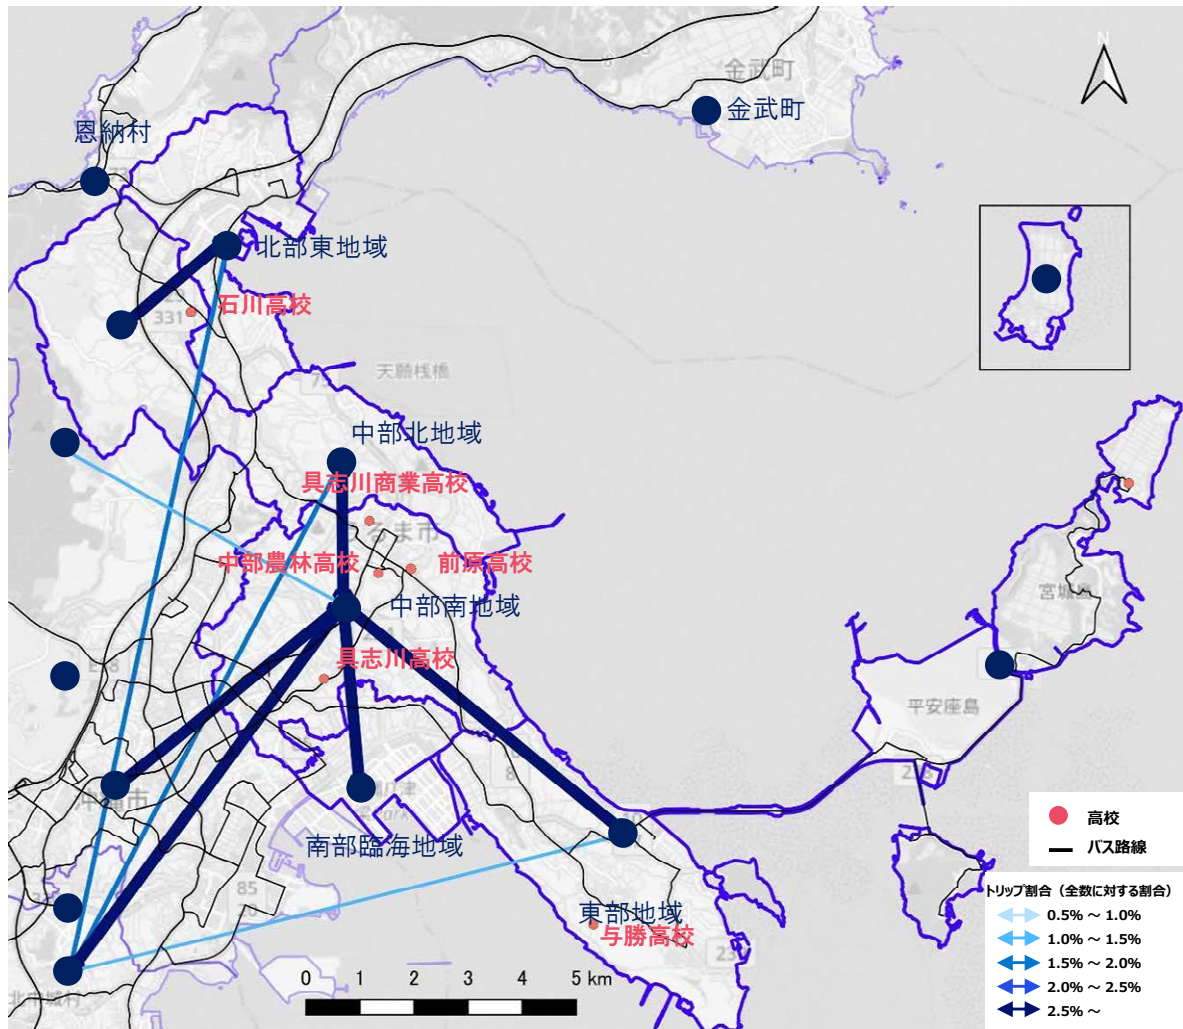 N
金武町
金武町
恩納村
北部東地域
石川高校
329
331
天願桟橋
75
中部北地域
具志川商業高校
うるま市
中部農林高校
前原高校
中部南地域
宮城島
E58
具志川高校
平安座島
8
沖縄市
10
238
高校
バス路線
南部臨海地域
85
東部地域
与勝高校
トリップ割合（全数に対する割合）
0.5% ～ 1.0%
1.0% ～ 1.5%
1.5% ～ 2.0%
2.0% ～ 2.5%
2.5% ～
0 1 2 3 4 5 km
北中城村